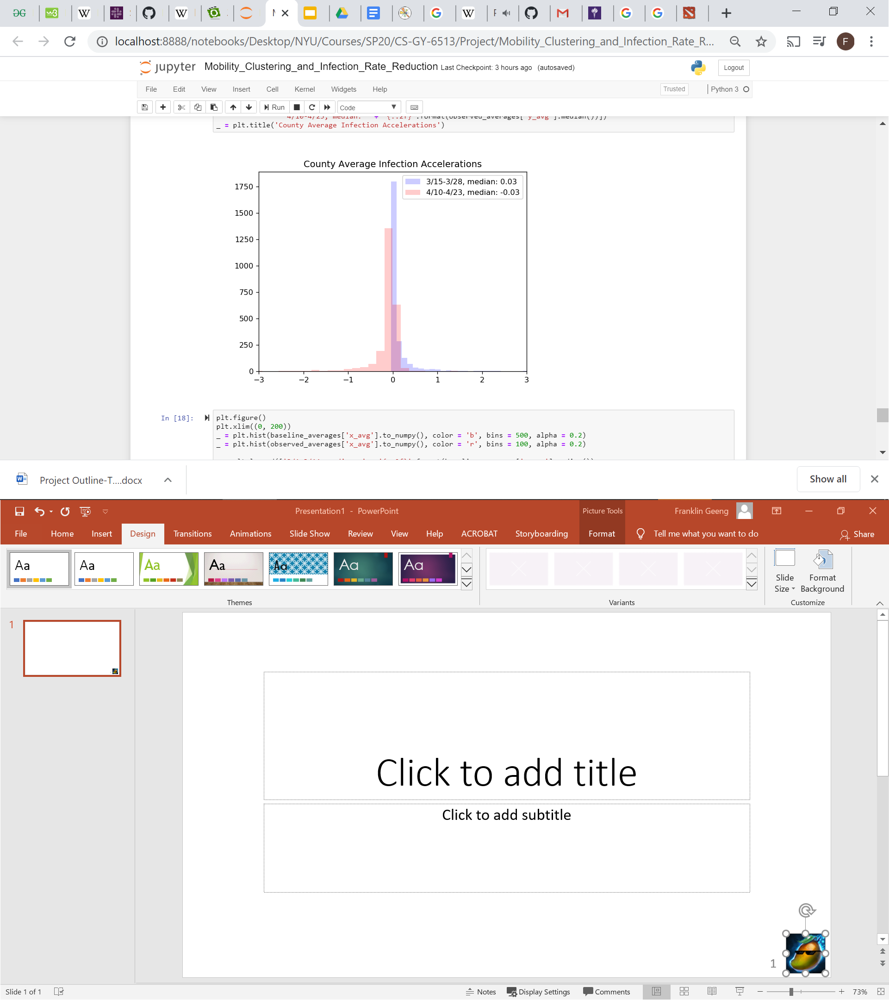 localhost:8888/notebooks/Desktop/NYU/Courses/SP20/CS-GY-6513/Project/Mobility_Clustering_and_Infection_Rate_R...
F
jupyter Mobility_Clustering_and_Infection_Rate_Reduction Last Checkpoint: 3 hours ago (autosaved)
Logout
File Edit View Insert Cell Kernel Widgets Help
Trusted
Python 3
Run
Code
_ = plt.title('County Average Infection Accelerations')
County Average Infection Accelerations
3/15-3/28, median: 0.03
4/10-4/23, median: -0.03
1750
1500
1250
1000
750
500
250
0
−3 −2 −1 0 1 2 3
In [18]:
plt.figure()
plt.xlim((0, 200))
_ = plt.hist(baseline_averages['x_avg'].to_numpy(), color = 'b', bins = 500, alpha = 0.2)
_ = plt.hist(observed_averages['x_avg'].to_numpy(), color = 'r', bins = 100, alpha = 0.2)
Project Outline-T....docx
Show all
Presentation1 - PowerPoint
Picture Tools
Franklin Geeng
File Home Insert Design Transitions Animations Slide Show Review View Help ACROBAT Storyboarding Format Tell me what you want to do
Share
Aa Aa Aa Aa Aa Aa Aa
Slide Size
Format Background
Themes
Variants
Customize
1
Click to add title
Click to add subtitle
1
Slide 1 of 1
Notes
Display Settings
Comments
73%